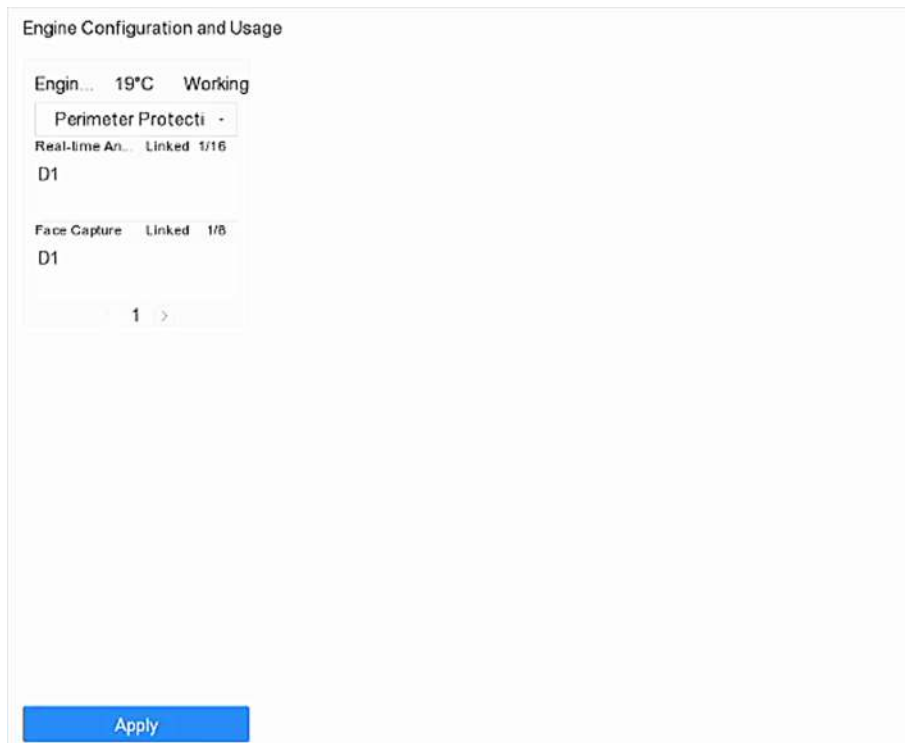 Engine Configuration and Usage
Engin... 19°C Working
Perimeter Protecti
Real-time An... Linked 1/16
D1
Face Capture Linked 1/8
D1
1 >
Apply